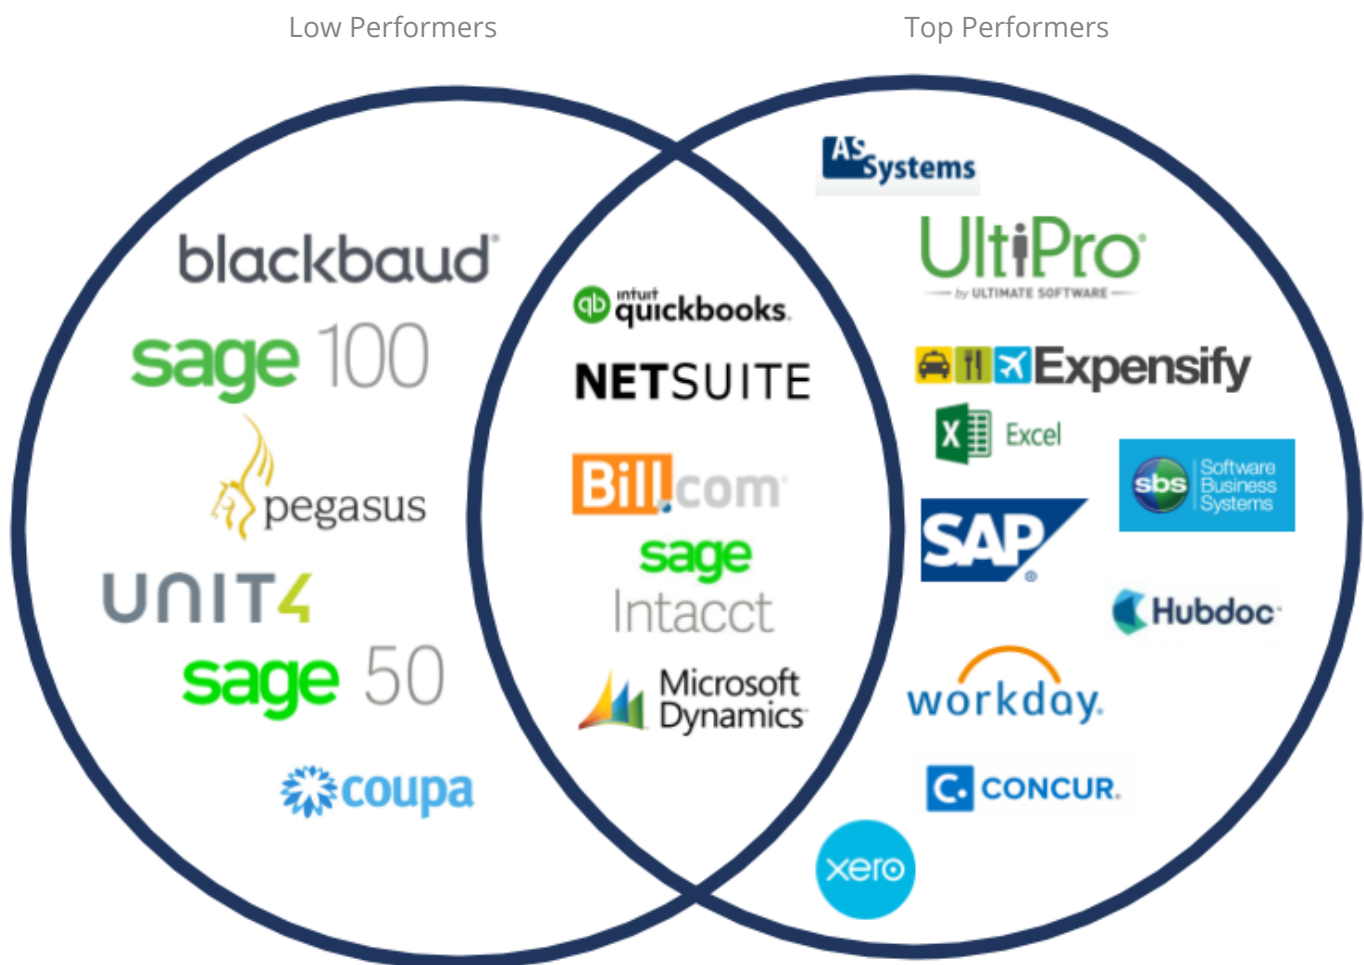 Low Performers
Top Performers
blackbaud®
sage 100
pegasus
UNIT4
sage 50
coupa
intuit
qb quickbooks.
NETSUITE
Bill.com
sage
Intacct
Microsoft
Dynamics
AS
Systems
UltiPro®
by ULTIMATE SOFTWARE
Expensify
X Excel
sbs
Software
Business
Systems
SAP®
Hubdoc
workday.
C. CONCUR.
xero